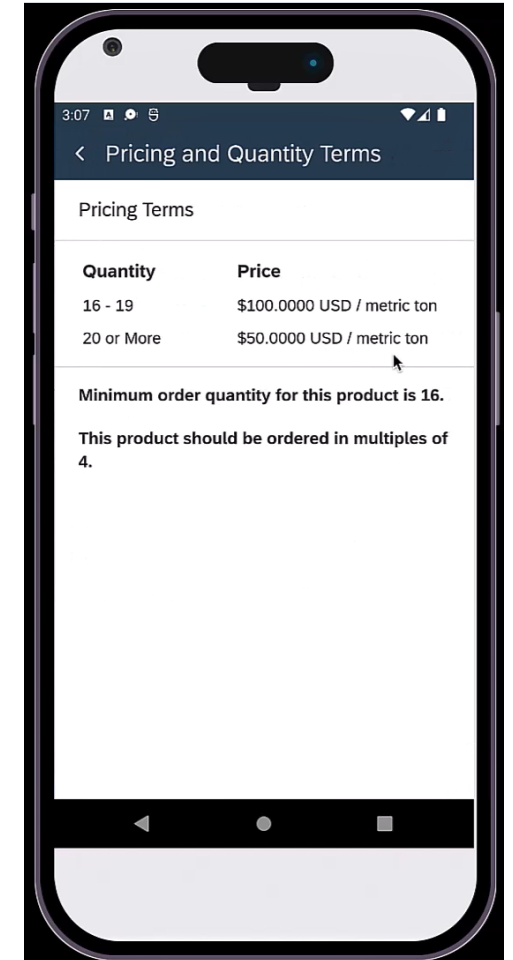 3:07
Pricing and Quantity Terms
Pricing Terms
Quantity Price
16 - 19 $100.0000 USD / metric ton
20 or More $50.0000 USD / metric ton
Minimum order quantity for this product is 16.
This product should be ordered in multiples of
4.